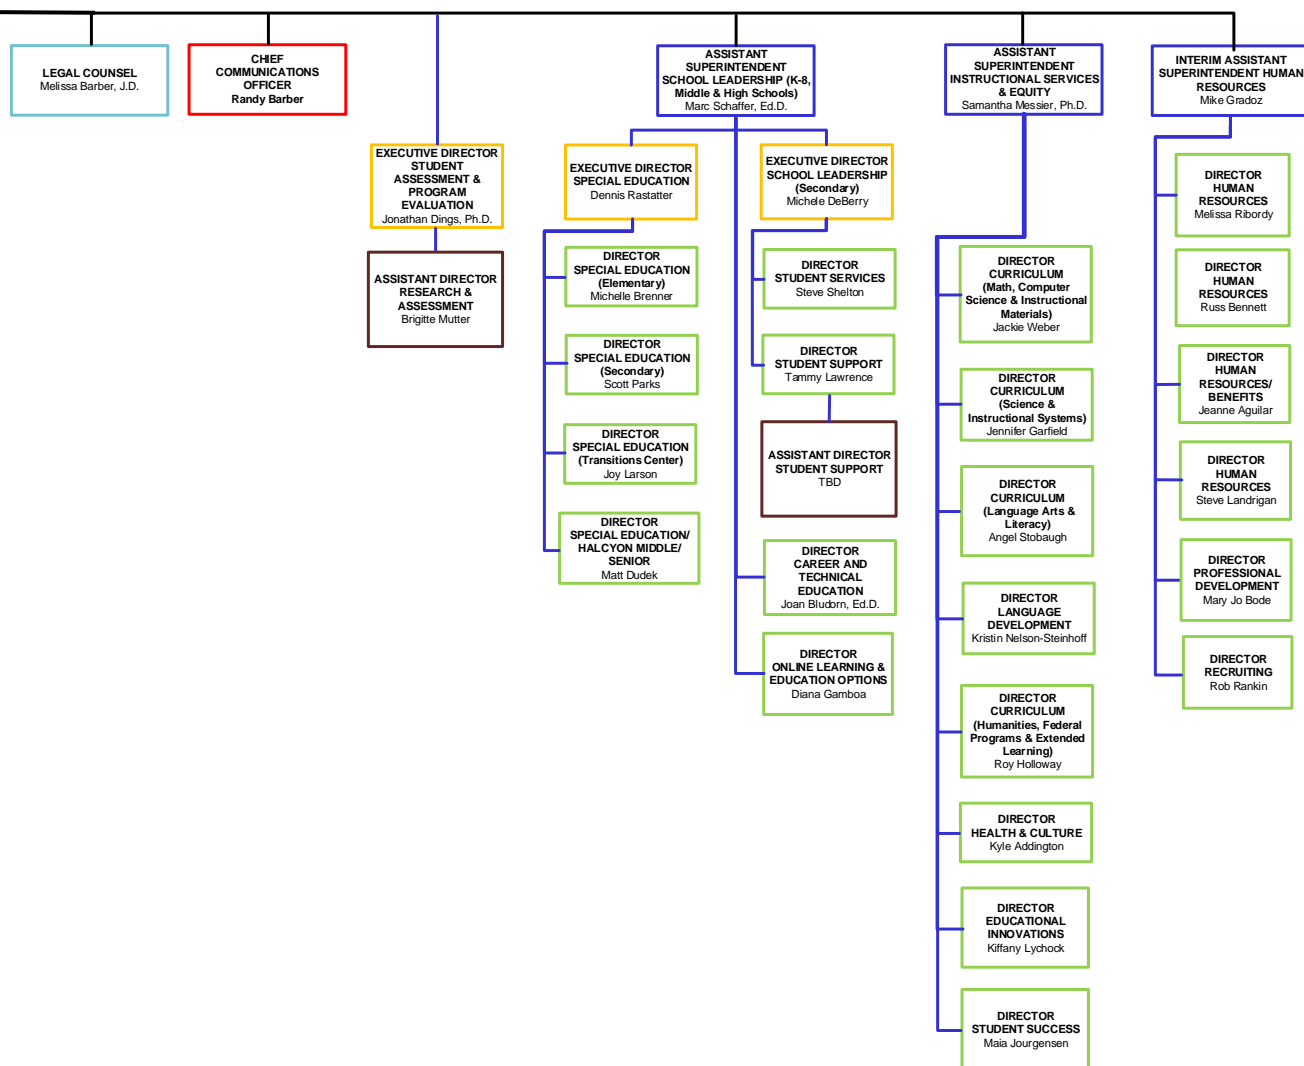 LEGAL COUNSEL
Melissa Barber, J.D.
CHIEF
COMMUNICATIONS
OFFICER
Randy Barber
EXECUTIVE DIRECTOR
STUDENT
ASSESSMENT &
PROGRAM
EVALUATION
Jonathan Dings, Ph.D.
ASSISTANT DIRECTOR
RESEARCH &
ASSESSMENT
Brigitte Mutter
ASSISTANT
SUPERINTENDENT
SCHOOL LEADERSHIP (K-8,
Middle & High Schools)
Marc Schaffer, Ed.D.
EXECUTIVE DIRECTOR
SPECIAL EDUCATION
Dennis Rastatter
DIRECTOR
SPECIAL EDUCATION
(Elementary)
Michelle Brenner
DIRECTOR
SPECIAL EDUCATION
(Secondary)
Scott Parks
DIRECTOR
SPECIAL EDUCATION
(Transitions Center)
Joy Larson
DIRECTOR
SPECIAL EDUCATION/
HALCYON MIDDLE/
SENIOR
Matt Dudek
EXECUTIVE DIRECTOR
SCHOOL LEADERSHIP
(Secondary)
Michele DeBerry
DIRECTOR
STUDENT SERVICES
Steve Shelton
DIRECTOR
STUDENT SUPPORT
Tammy Lawrence
ASSISTANT DIRECTOR
STUDENT SUPPORT
TBD
DIRECTOR
CAREER AND
TECHNICAL
EDUCATION
Joan Bludorn, Ed.D.
DIRECTOR
ONLINE LEARNING &
EDUCATION OPTIONS
Diana Gamboa
ASSISTANT
SUPERINTENDENT
INSTRUCTIONAL SERVICES
& EQUITY
Samantha Messier, Ph.D.
DIRECTOR
CURRICULUM
(Math, Computer
Science & Instructional
Materials)
Jackie Weber
DIRECTOR
CURRICULUM
(Science &
Instructional Systems)
Jennifer Garfield
DIRECTOR
CURRICULUM
(Language Arts &
Literacy)
Angel Stobaugh
DIRECTOR
LANGUAGE
DEVELOPMENT
Kristin Nelson-Steinhoff
DIRECTOR
CURRICULUM
(Humanities, Federal
Programs & Extended
Learning)
Roy Holloway
DIRECTOR
HEALTH & CULTURE
Kyle Addington
DIRECTOR
EDUCATIONAL
INNOVATIONS
Kiffany Lychock
DIRECTOR
STUDENT SUCCESS
Maia Jourgensen
INTERIM ASSISTANT
SUPERINTENDENT HUMAN
RESOURCES
Mike Gradoz
DIRECTOR
HUMAN
RESOURCES
Melissa Ribordy
DIRECTOR
HUMAN
RESOURCES
Russ Bennett
DIRECTOR
HUMAN
RESOURCES/
BENEFITS
Jeanne Aguilar
DIRECTOR
HUMAN
RESOURCES
Steve Landrigan
DIRECTOR
PROFESSIONAL
DEVELOPMENT
Mary Jo Bode
DIRECTOR
RECRUITING
Rob Rankin